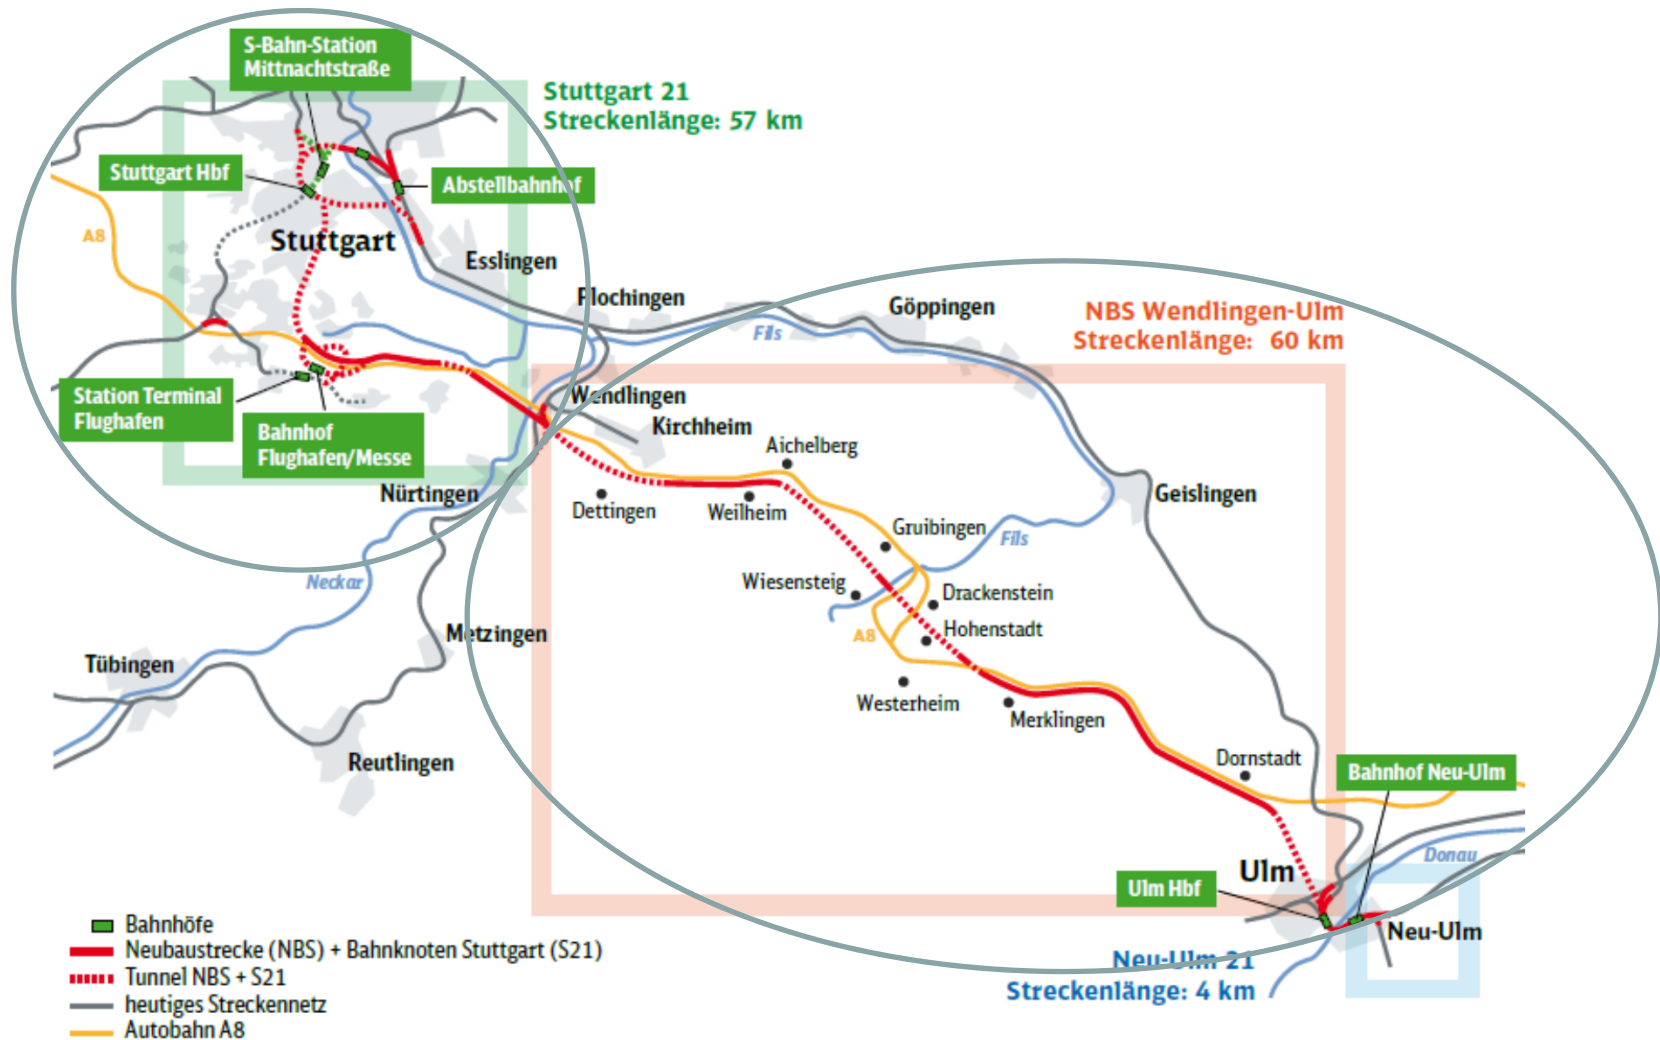 S-Bahn-Station
Mittnachtstraße
Stuttgart 21
Streckenlänge: 57 km
Stuttgart Hbf
Abstellbahnhof
A8
Stuttgart
Esslingen
Plochingen
Göppingen
Fils
NBS Wendlingen-Ulm
Streckenlänge: 60 km
Station Terminal
Flughafen
Bahnhof
Flughafen/Messe
Wendlingen
Kirchheim
Aichelberg
Nürtingen
Dettingen
Weilheim
Geislingen
Gruibingen
Fils
Neckar
Wiesensteig
Drackenstein
A8
Hohenstadt
Metzingen
Tübingen
Westerheim
Merklingen
Reutlingen
Dornstadt
Bahnhof Neu-Ulm
Donau
Ulm
Ulm Hbf
Neu-Ulm
Neu-Ulm 21
Streckenlänge: 4 km
Bahnhöfe
Neubaustrecke (NBS) + Bahnknoten Stuttgart (S21)
Tunnel NBS + S21
heutiges Streckennetz
Autobahn A8